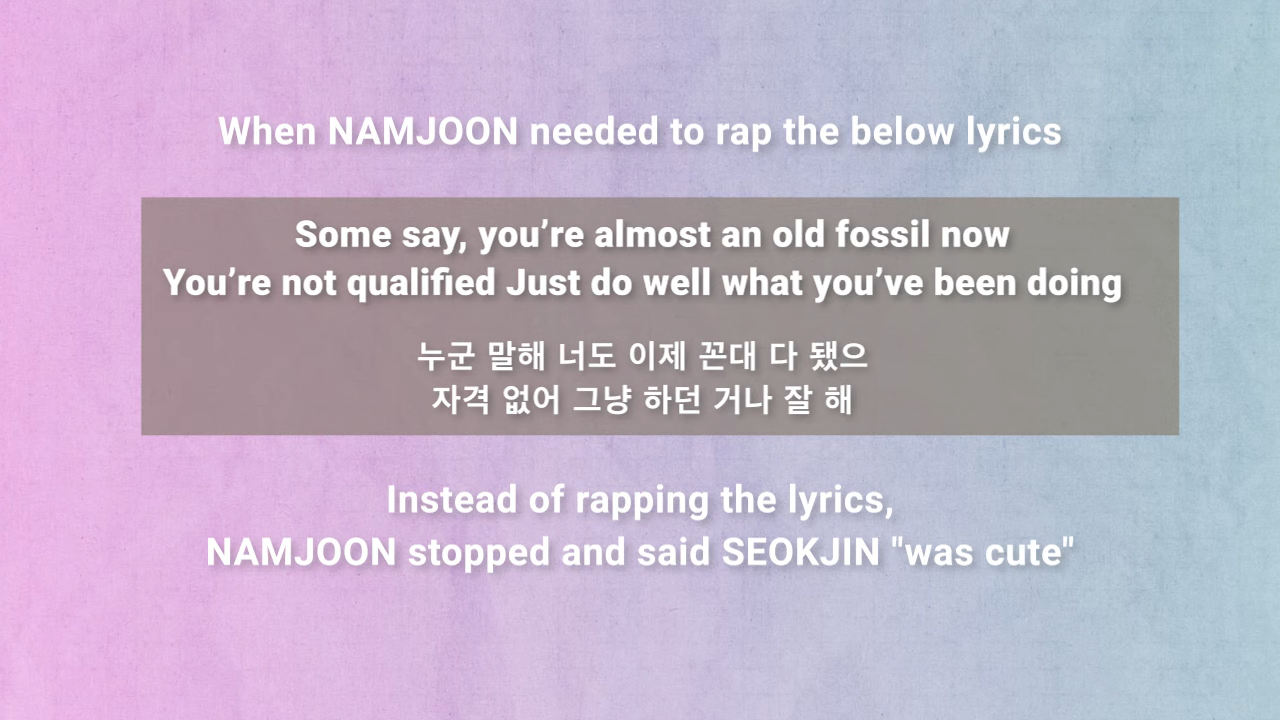 When NAMJOON needed to rap the below lyrics
Some say, you’re almost an old fossil now
You’re not qualified Just do well what you’ve been doing
누군 말해 너도 이제 꼰대 다 됐으
자격 없어 그냥 하던 거나 잘 해
Instead of rapping the lyrics,
NAMJOON stopped and said SEOKJIN "was cute"